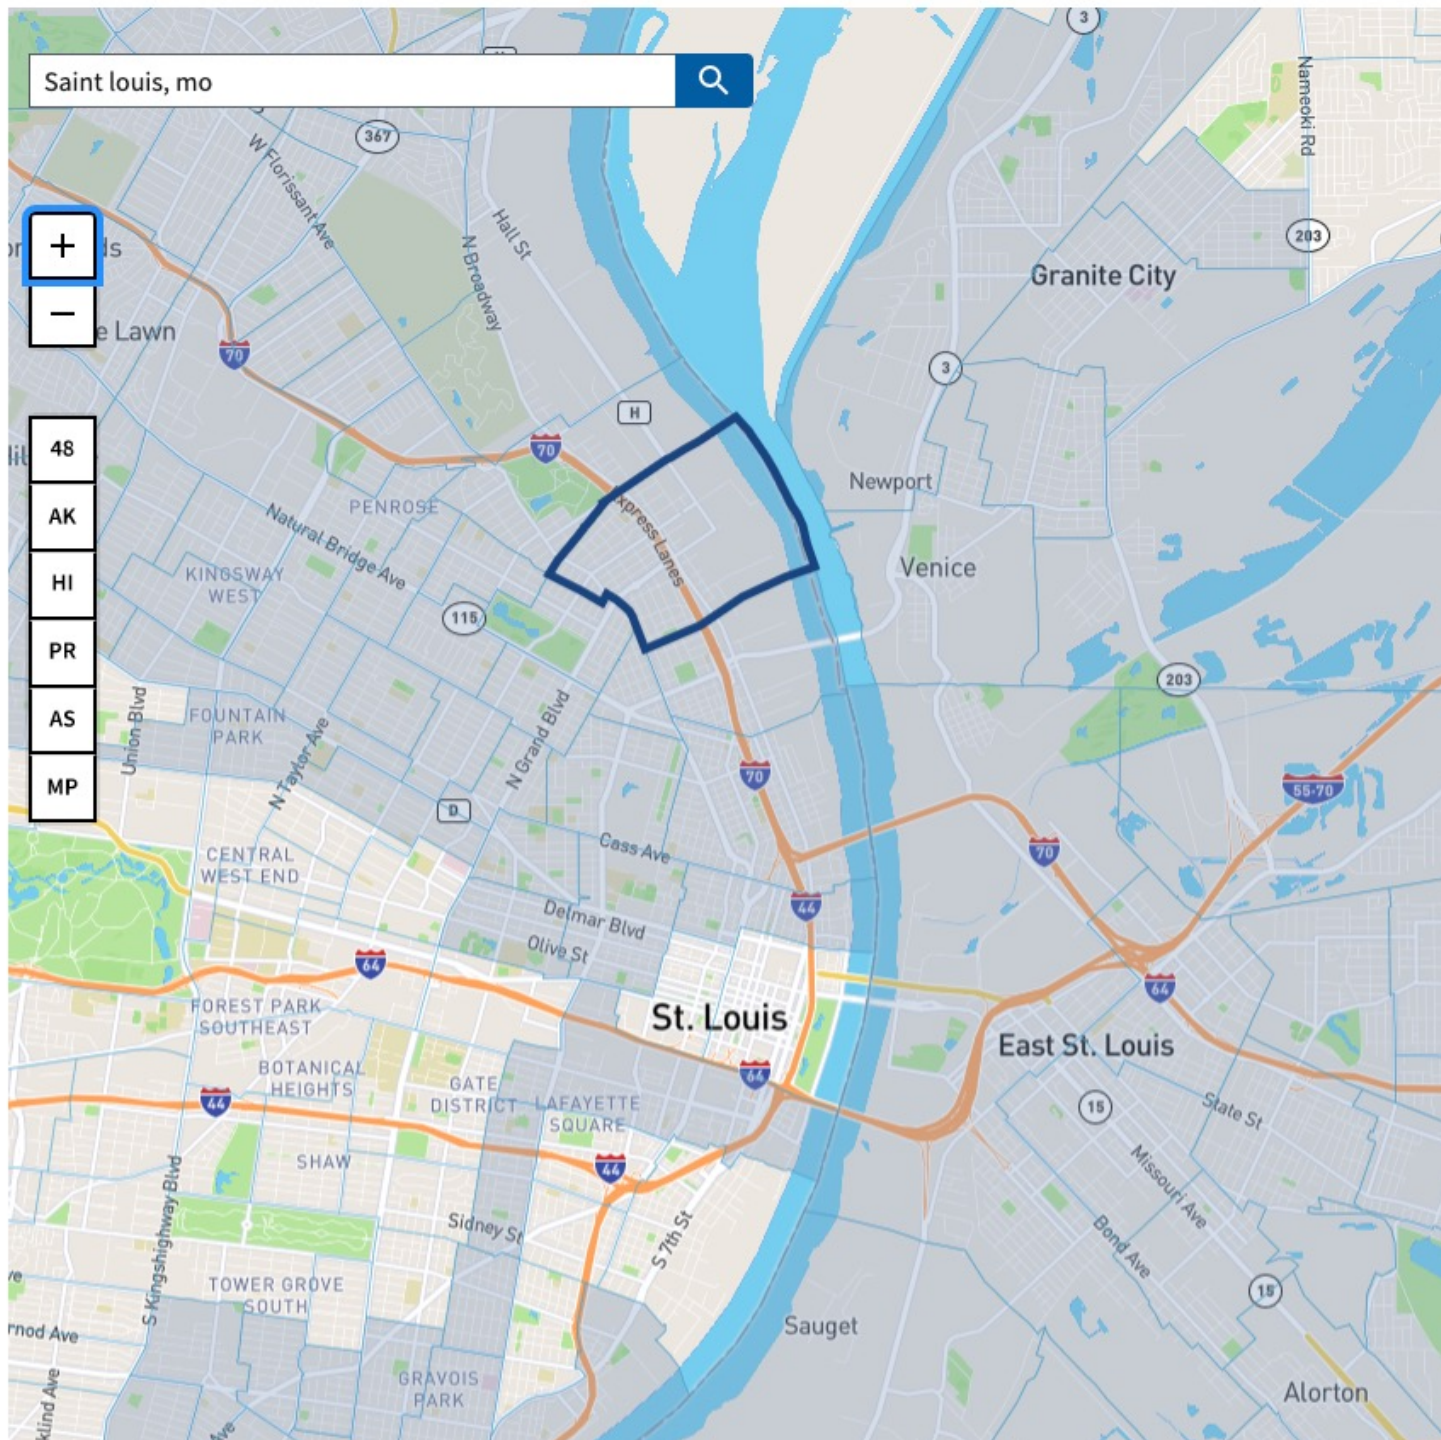 Saint louis, mo
3
367
W Florissant Ave
Hall St
N Broadway
Nameoki Rd
203
Granite City
+
−
e Lawn
70
3
H
70
48
AK
HI
PR
AS
MP
PENROSE
Natural Bridge Ave
xpress Lanes
Newport
KINGSWAY
WEST
Venice
115
203
Union Blvd
FOUNTAIN
PARK
N Taylor Ave
N Grand Blvd
70
55-70
D
Cass Ave
70
CENTRAL
WEST END
44
Delmar Blvd
Olive St
64
64
FOREST PARK
SOUTHEAST
St. Louis
East St. Louis
BOTANICAL
HEIGHTS
64
44
GATE
DISTRICT
LAFAYETTE
SQUARE
15
State St
SHAW
44
Missouri Ave
S Kingshighway Blvd
Sidney St
S 7th St
Bond Ave
TOWER GROVE
SOUTH
15
rnod Ave
Sauget
GRAVOIS
PARK
Alorton
klind Ave
Ave